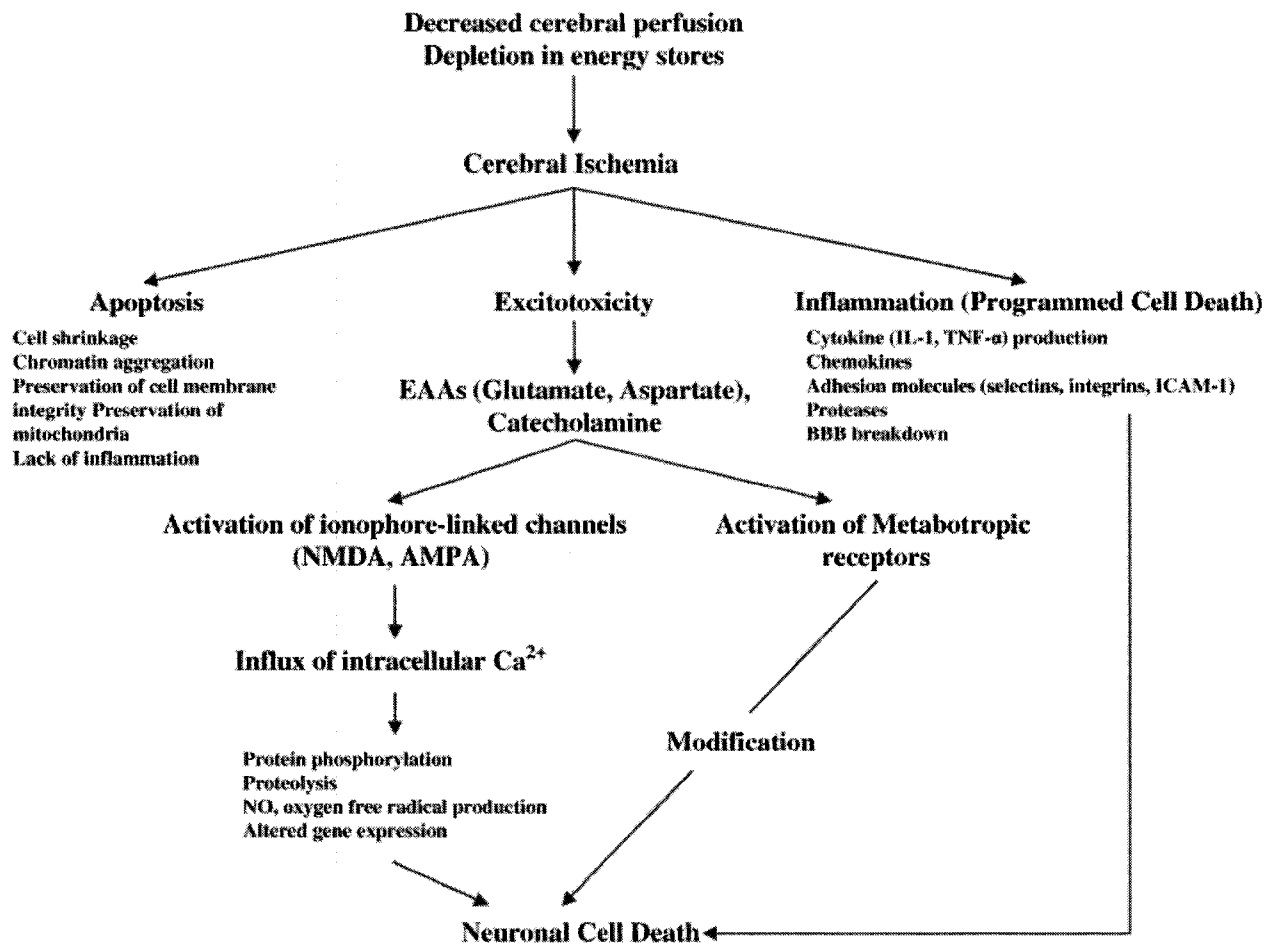 Decreased cerebral perfusion
Depletion in energy stores
Cerebral Ischemia
Apoptosis
Cell shrinkage
Chromatin aggregation
Preservation of cell membrane
integrity Preservation of
mitochondria
Lack of inflammation
Excitotoxicity
EAAs (Glutamate, Aspartate),
Catecholamine
Inflammation (Programmed Cell Death)
Cytokine (IL-1, TNF-α) production
Chemokines
Adhesion molecules (selectins, integrins, ICAM-1)
Proteases
BBB breakdown
Activation of ionophore-linked channels
(NMDA, AMPA)
Activation of Metabotropic
receptors
Influx of intracellular Ca²⁺
Modification
Protein phosphorylation
Proteolysis
NO, oxygen free radical production
Altered gene expression
Neuronal Cell Death